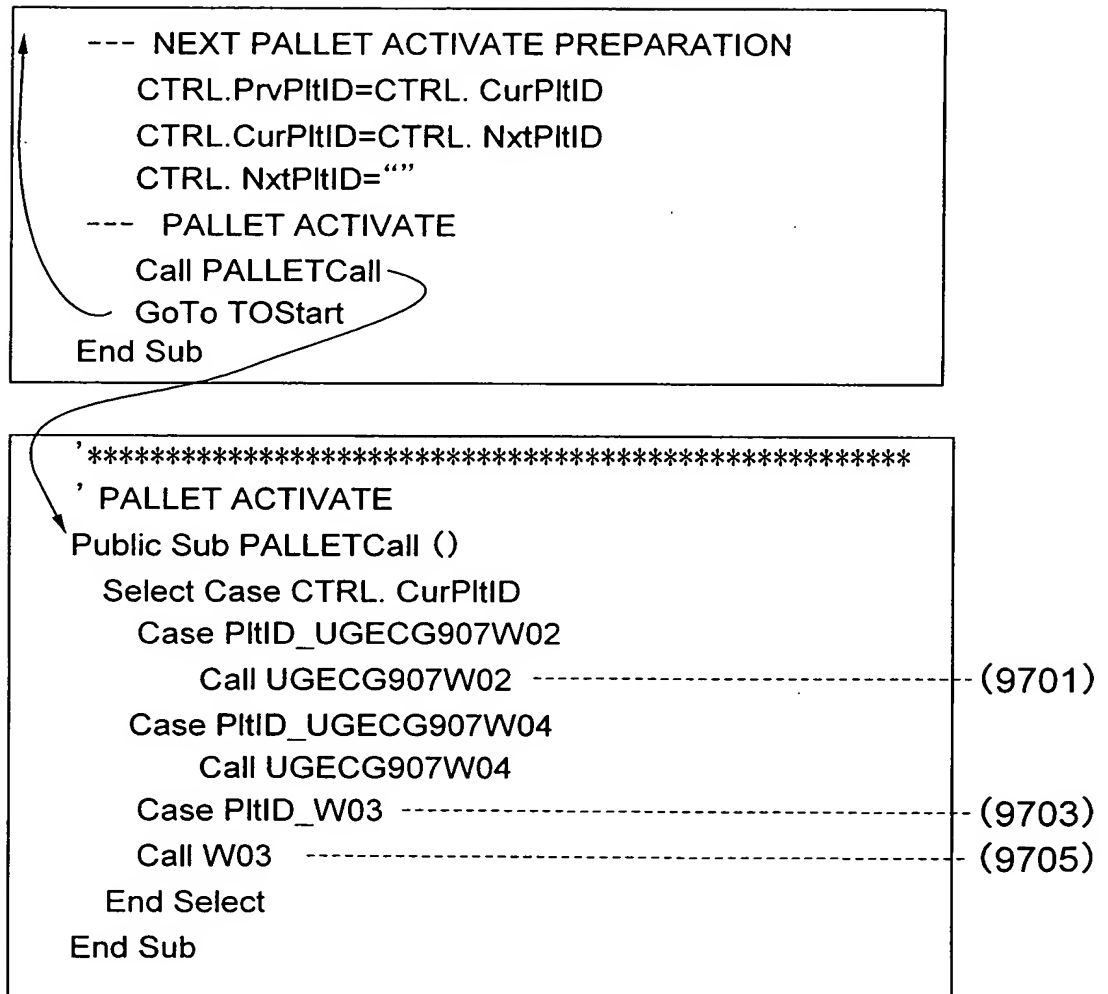 --- NEXT PALLET ACTIVATE PREPARATION
CTRL.PrvPltID=CTRL. CurPltID
CTRL.CurPltID=CTRL. NxtPltID
CTRL. NxtPltID=“”
--- PALLET ACTIVATE
Call PALLETCall
GoTo TOStart
End Sub
'****************************************************
' PALLET ACTIVATE
Public Sub PALLETCall ()
Select Case CTRL. CurPltID
Case PltID_UGECG907W02
Call UGECG907W02 (9701)
Case PltID_UGECG907W04
Call UGECG907W04
Case PltID_W03 (9703)
Call W03 (9705)
End Select
End Sub